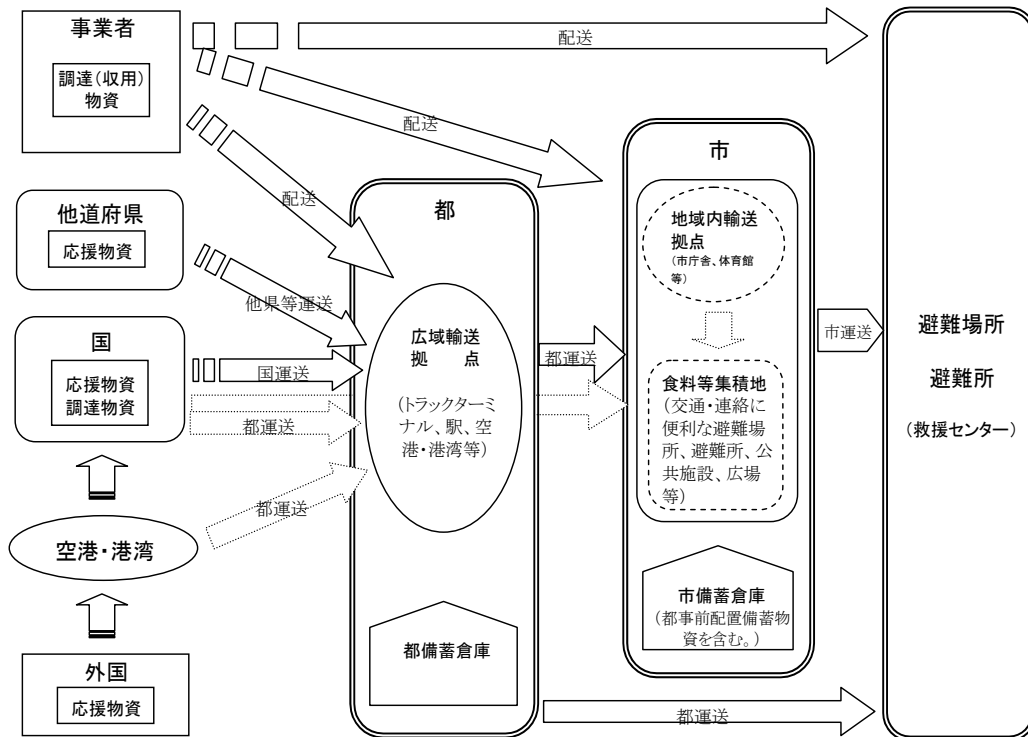 事業者
調達(収用)
物資
配送
配送
配送
他道府県
応援物資
他県等運送
国
応援物資
調達物資
国運送
都運送
空港・港湾
都運送
外国
応援物資
都
広域輸送
拠　点
(トラックターミ
ナル、駅、空
港・港湾等)
都備蓄倉庫
都運送
都運送
市
地域内輸送
拠点
(市庁舎、体育館
等)
食料等集積地
(交通・連絡に
便利な避難場
所、避難所、公
共施設、広場
等)
市備蓄倉庫
(都事前配置備蓄物
資を含む。)
市運送
避難場所
避難所
(救援センター)